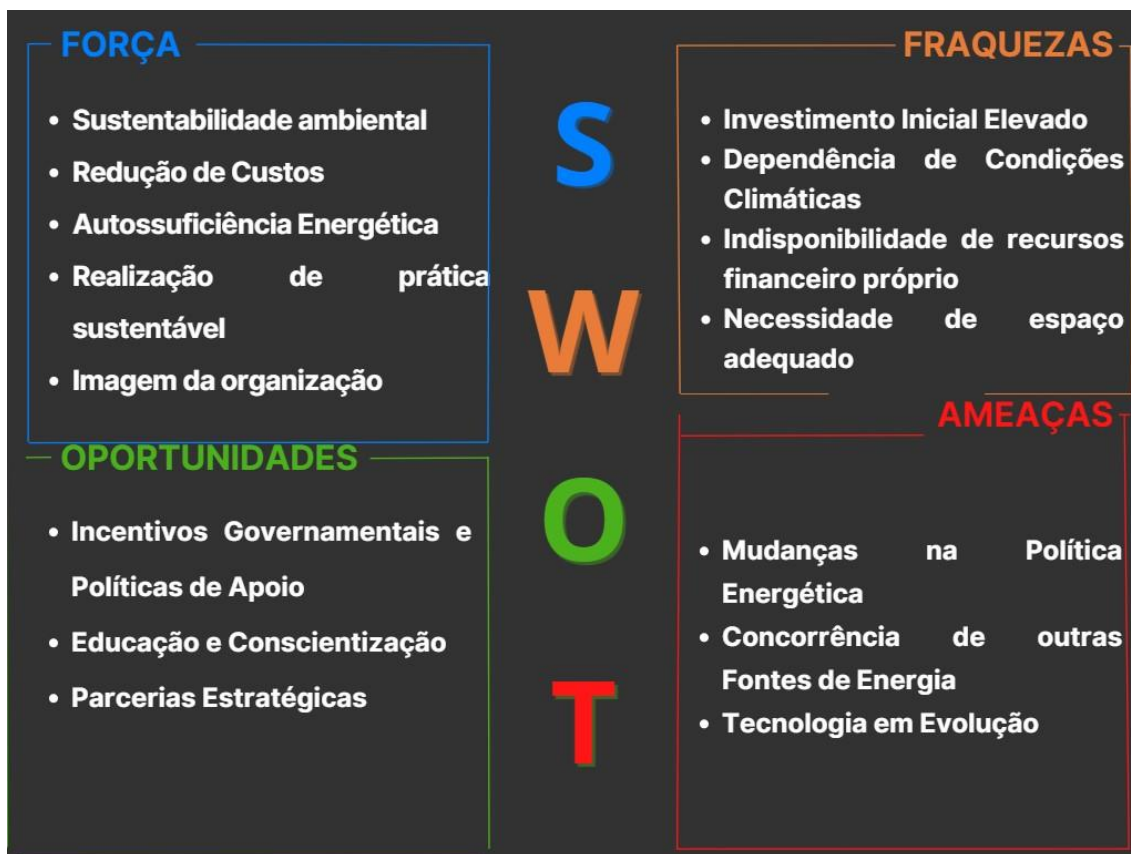 FORÇA
• Sustentabilidade ambiental
• Redução de Custos
• Autossuficiência Energética
• Realização de prática
sustentável
• Imagem da organização
FRAQUEZAS
• Investimento Inicial Elevado
• Dependência de Condições
Climáticas
• Indisponibilidade de recursos
financeiro próprio
• Necessidade de espaço
adequado
S
W
O
T
OPORTUNIDADES
• Incentivos Governamentais e
Políticas de Apoio
• Educação e Conscientização
• Parcerias Estratégicas
AMEAÇAS
• Mudanças na Política
Energética
• Concorrência de outras
Fontes de Energia
• Tecnologia em Evolução